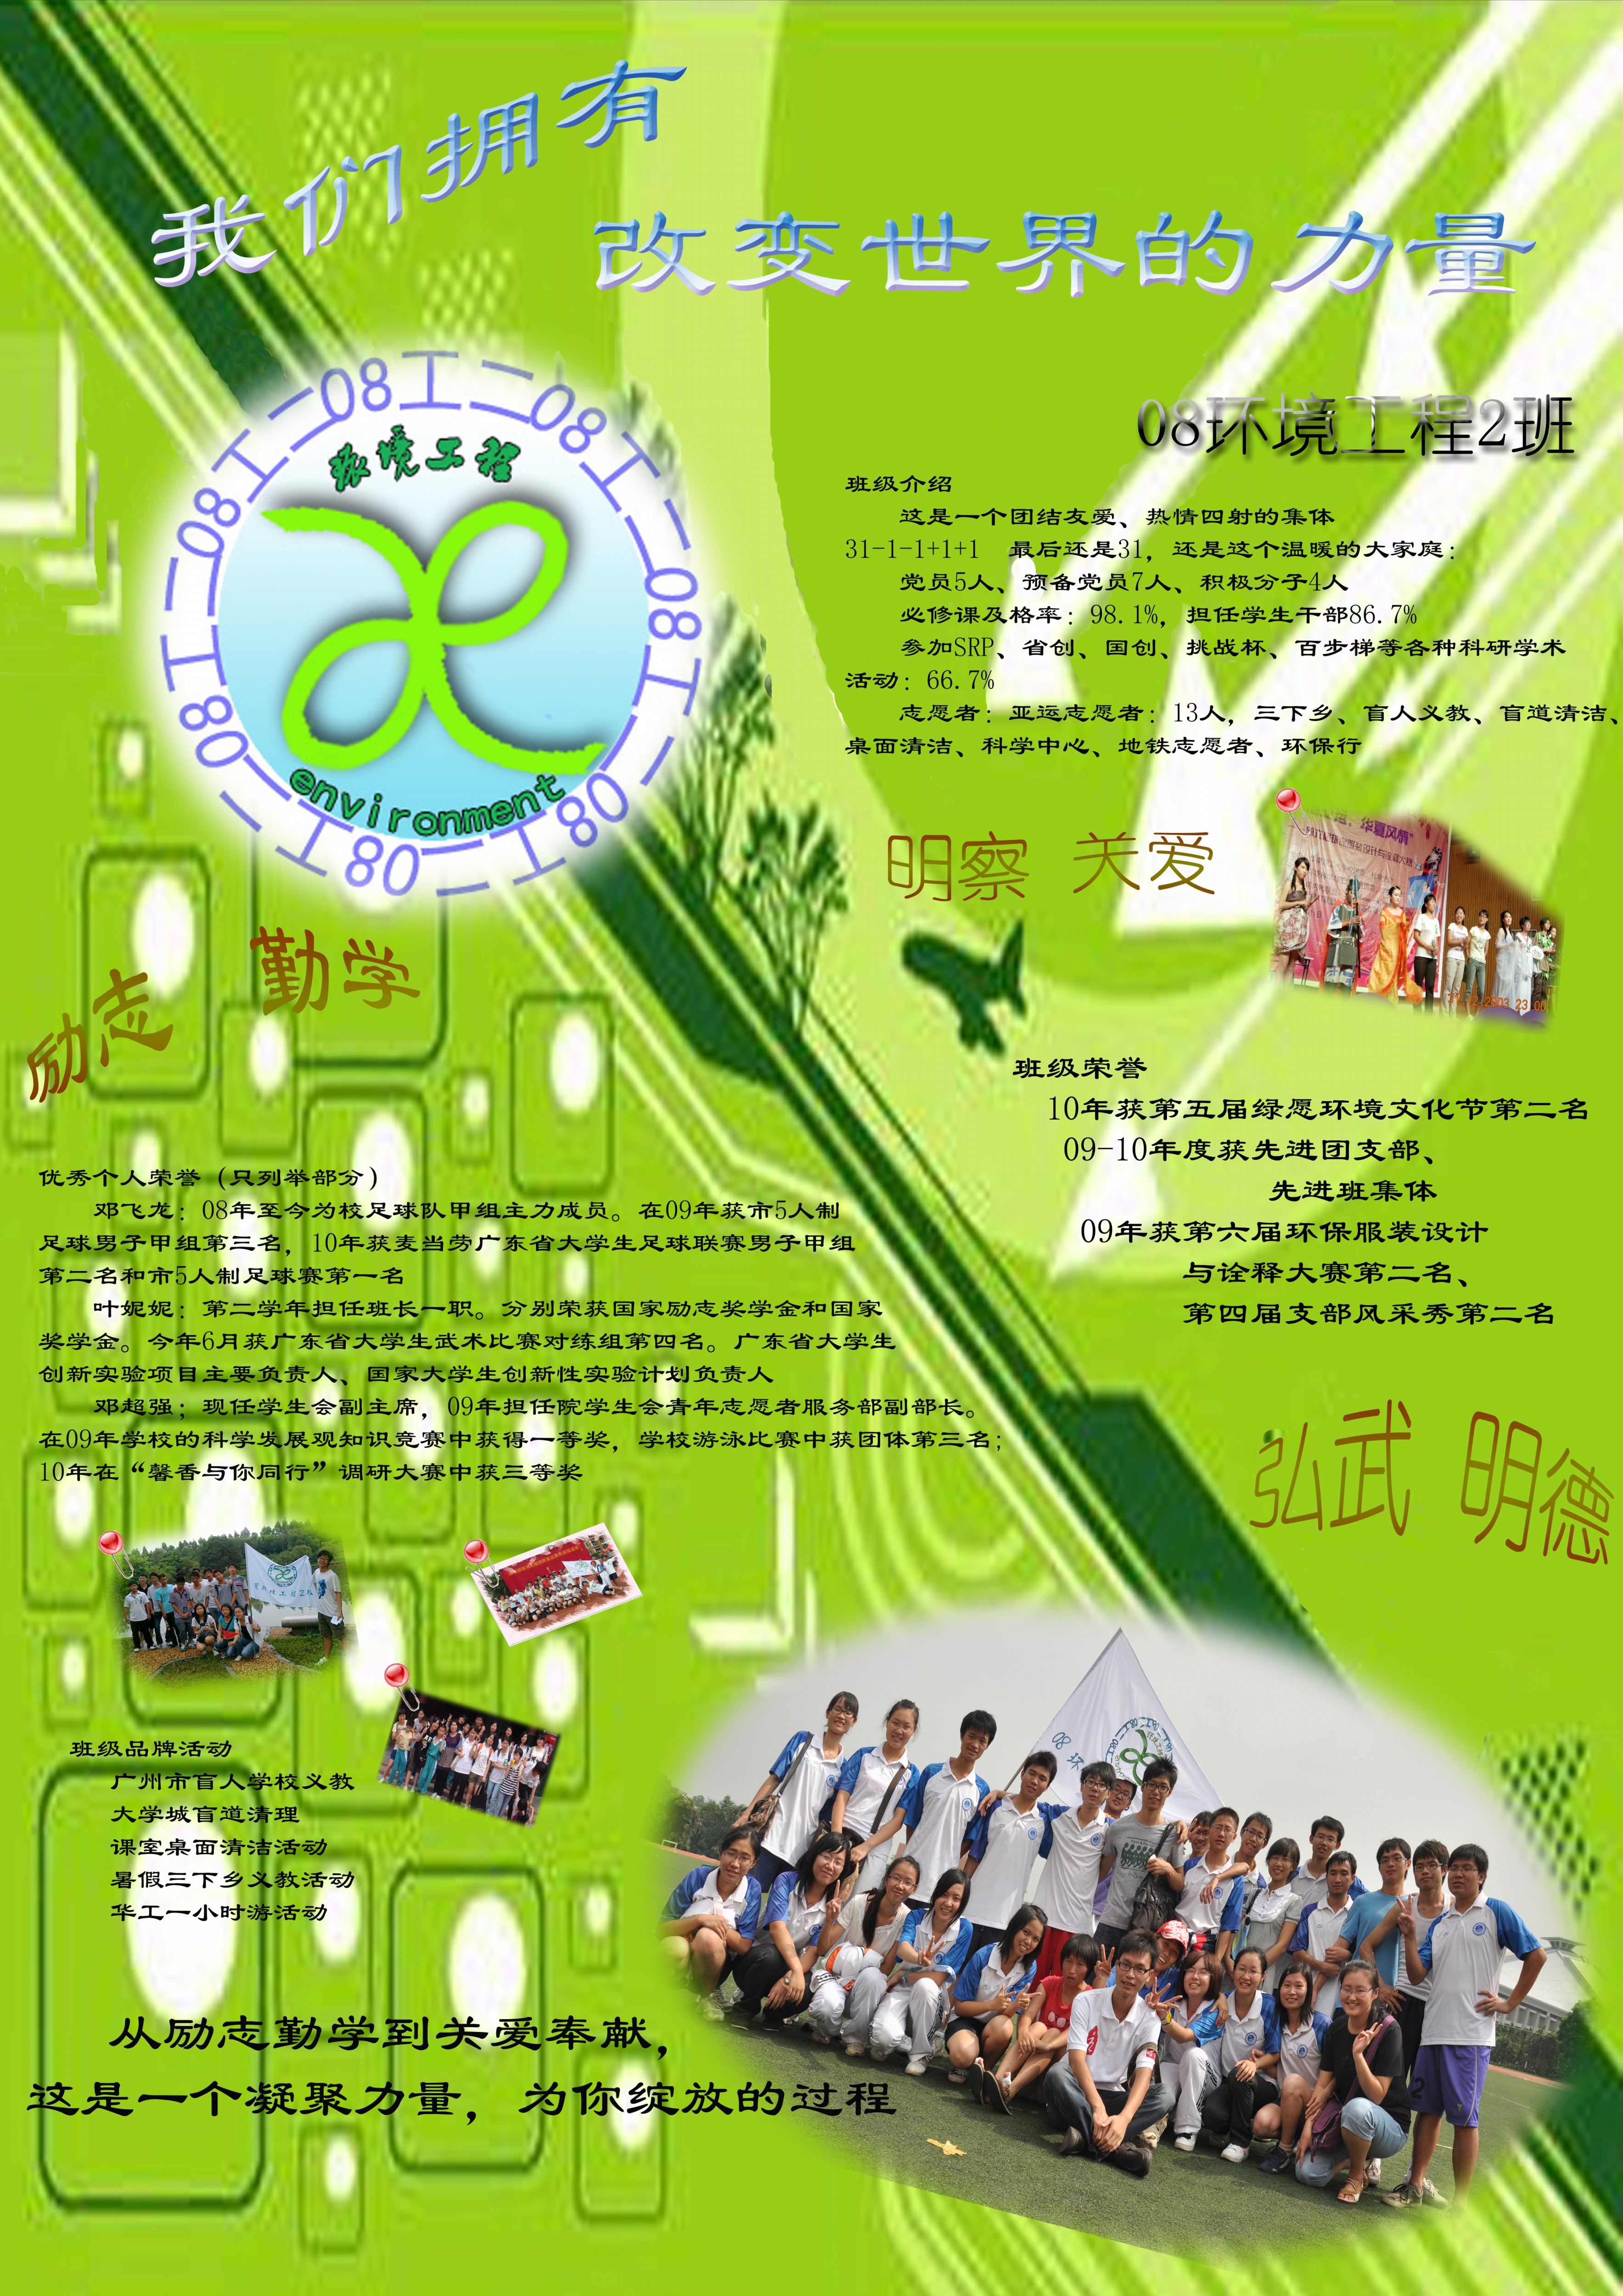 我们拥有
改变世界的力量
08工二08工二08工二08工二08工二08工二08工二
环境工程
environment
08环境工程2班
班级介绍
这是一个团结友爱、热情四射的集体
31-1-1+1+1 最后还是31，还是这个温暖的大家庭：
党员5人、预备党员7人、积极分子4人
必修课及格率：98.1%，担任学生干部86.7%
参加SRP、省创、国创、挑战杯、百步梯等各种科研学术
活动：66.7%
志愿者：亚运志愿者：13人，三下乡、盲人义教、盲道清洁、
桌面清洁、科学中心、地铁志愿者、环保行
明察 关爱
华夏风情”
励志 勤学
班级荣誉
10年获第五届绿愿环境文化节第二名
09-10年度获先进团支部、
先进班集体
09年获第六届环保服装设计
与诠释大赛第二名、
第四届支部风采秀第二名
优秀个人荣誉（只列举部分）
邓飞龙：08年至今为校足球队甲组主力成员。在09年获市5人制
足球男子甲组第三名，10年获麦当劳广东省大学生足球联赛男子甲组
第二名和市5人制足球赛第一名
叶妮妮：第二学年担任班长一职。分别荣获国家励志奖学金和国家
奖学金。今年6月获广东省大学生武术比赛对练组第四名。广东省大学生
创新实验项目主要负责人、国家大学生创新性实验计划负责人
邓超强；现任学生会副主席，09年担任院学生会青年志愿者服务部副部长。
在09年学校的科学发展观知识竞赛中获得一等奖，学校游泳比赛中获团体第三名；
10年在“馨香与你同行”调研大赛中获三等奖
弘武 明德
班级品牌活动
广州市盲人学校义教
大学城盲道清理
课室桌面清洁活动
暑假三下乡义教活动
华工一小时游活动
08 环
从励志勤学到关爱奉献，
这是一个凝聚力量，为你绽放的过程